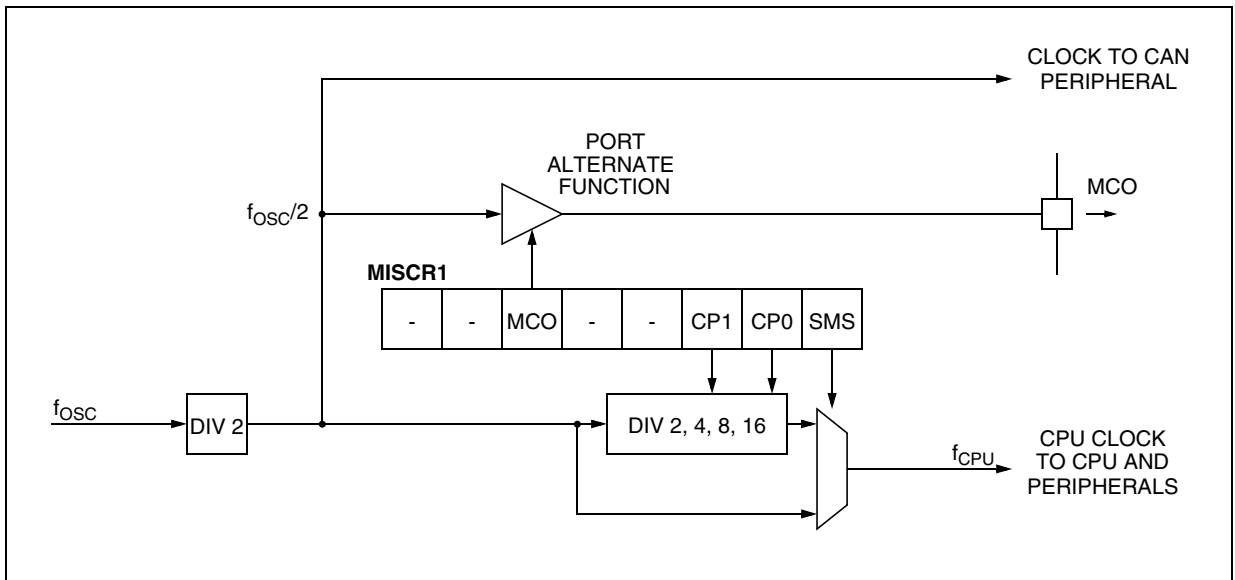 CLOCK TO CAN
PERIPHERAL
PORT
ALTERNATE
FUNCTION
MCO
fOSC/2
MISCR1
- - MCO - - CP1 CP0 SMS
fOSC
DIV 2
DIV 2, 4, 8, 16
fCPU
CPU CLOCK
TO CPU AND
PERIPHERALS